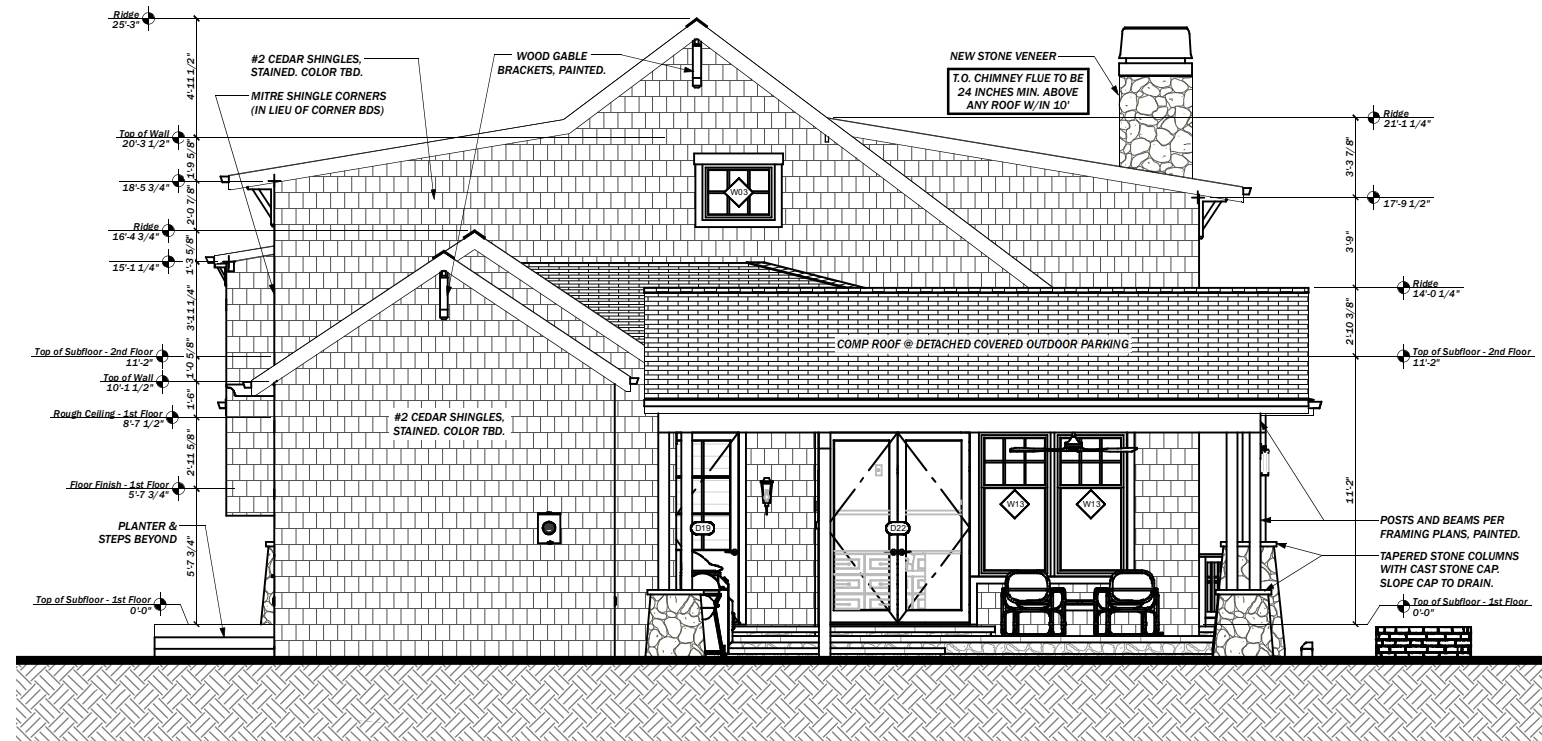 Ridge
25'-3"
4'-11 1/2"
Top of Wall
20'-3 1/2"
1'-9 5/8"
18'-5 3/4"
2'-0 7/8"
Ridge
16'-4 3/4"
1'-3 5/8"
15'-1 1/4"
3'-11 1/4"
Top of Subfloor - 2nd Floor
11'-2"
1'-0 5/8"
Top of Wall
10'-1 1/2"
1'-6"
Rough Ceiling - 1st Floor
8'-7 1/2"
2'-11 5/8"
Floor Finish - 1st Floor
5'-7 3/4"
PLANTER &
STEPS BEYOND
5'-7 3/4"
Top of Subfloor - 1st Floor
0'-0"
#2 CEDAR SHINGLES,
STAINED. COLOR TBD.
MITRE SHINGLE CORNERS
(IN LIEU OF CORNER BDS)
WOOD GABLE
BRACKETS, PAINTED.
NEW STONE VENEER
T.O. CHIMNEY FLUE TO BE
24 INCHES MIN. ABOVE
ANY ROOF W/IN 10'
W03
COMP ROOF @ DETACHED COVERED OUTDOOR PARKING
#2 CEDAR SHINGLES,
STAINED. COLOR TBD.
D19
D22
W13
W13
Ridge
21'-1 1/4"
3'-3 7/8"
17'-9 1/2"
3'-9"
Ridge
14'-0 1/4"
2'-10 3/8"
Top of Subfloor - 2nd Floor
11'-2"
11'-2"
POSTS AND BEAMS PER
FRAMING PLANS, PAINTED.
TAPERED STONE COLUMNS
WITH CAST STONE CAP.
SLOPE CAP TO DRAIN.
Top of Subfloor - 1st Floor
0'-0"